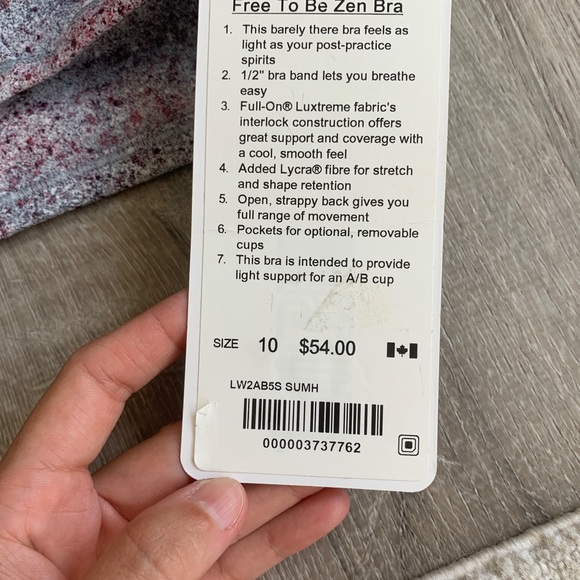 Free To Be Zen Bra
1. This barely there bra feels as
light as your post-practice
spirits
2. 1/2" bra band lets you breathe
easy
3. Full-On® Luxtreme fabric's
interlock construction offers
great support and coverage with
a cool, smooth feel
4. Added Lycra® fibre for stretch
and shape retention
5. Open, strappy back gives you
full range of movement
6. Pockets for optional, removable
cups
7. This bra is intended to provide
light support for an A/B cup
SIZE 10 $54.00
LW2AB5S SUMH
000003737762